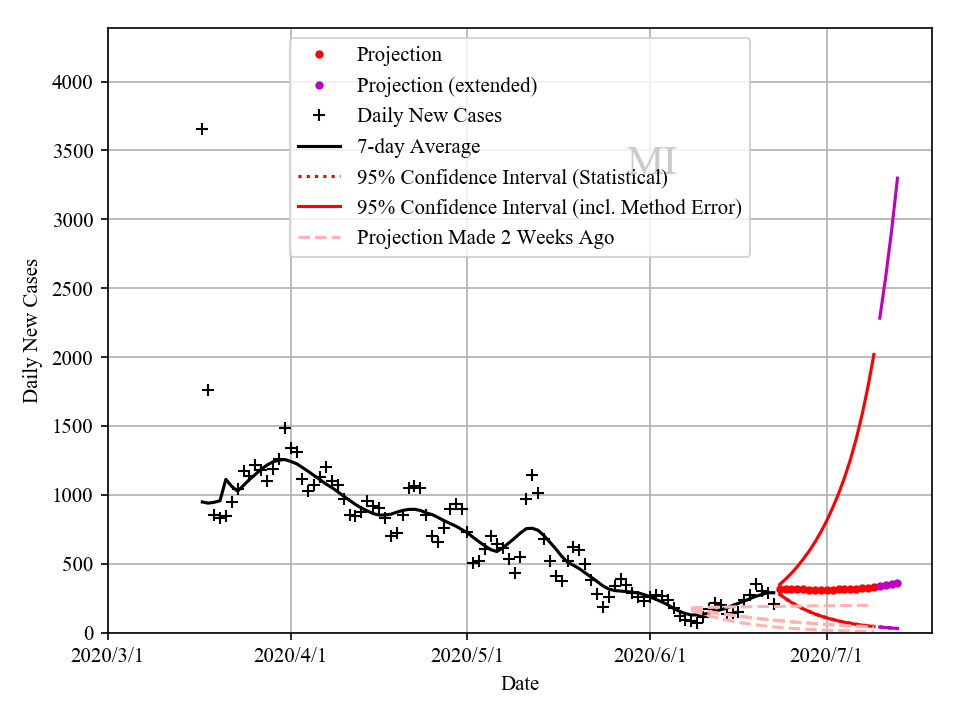 Projection
Projection (extended)
Daily New Cases
7-day Average
MI
95% Confidence Interval (Statistical)
95% Confidence Interval (incl. Method Error)
Projection Made 2 Weeks Ago
4000
3500
3000
2500
2000
1500
1000
500
0
Daily New Cases
2020/3/1
2020/4/1
2020/5/1
2020/6/1
2020/7/1
Date